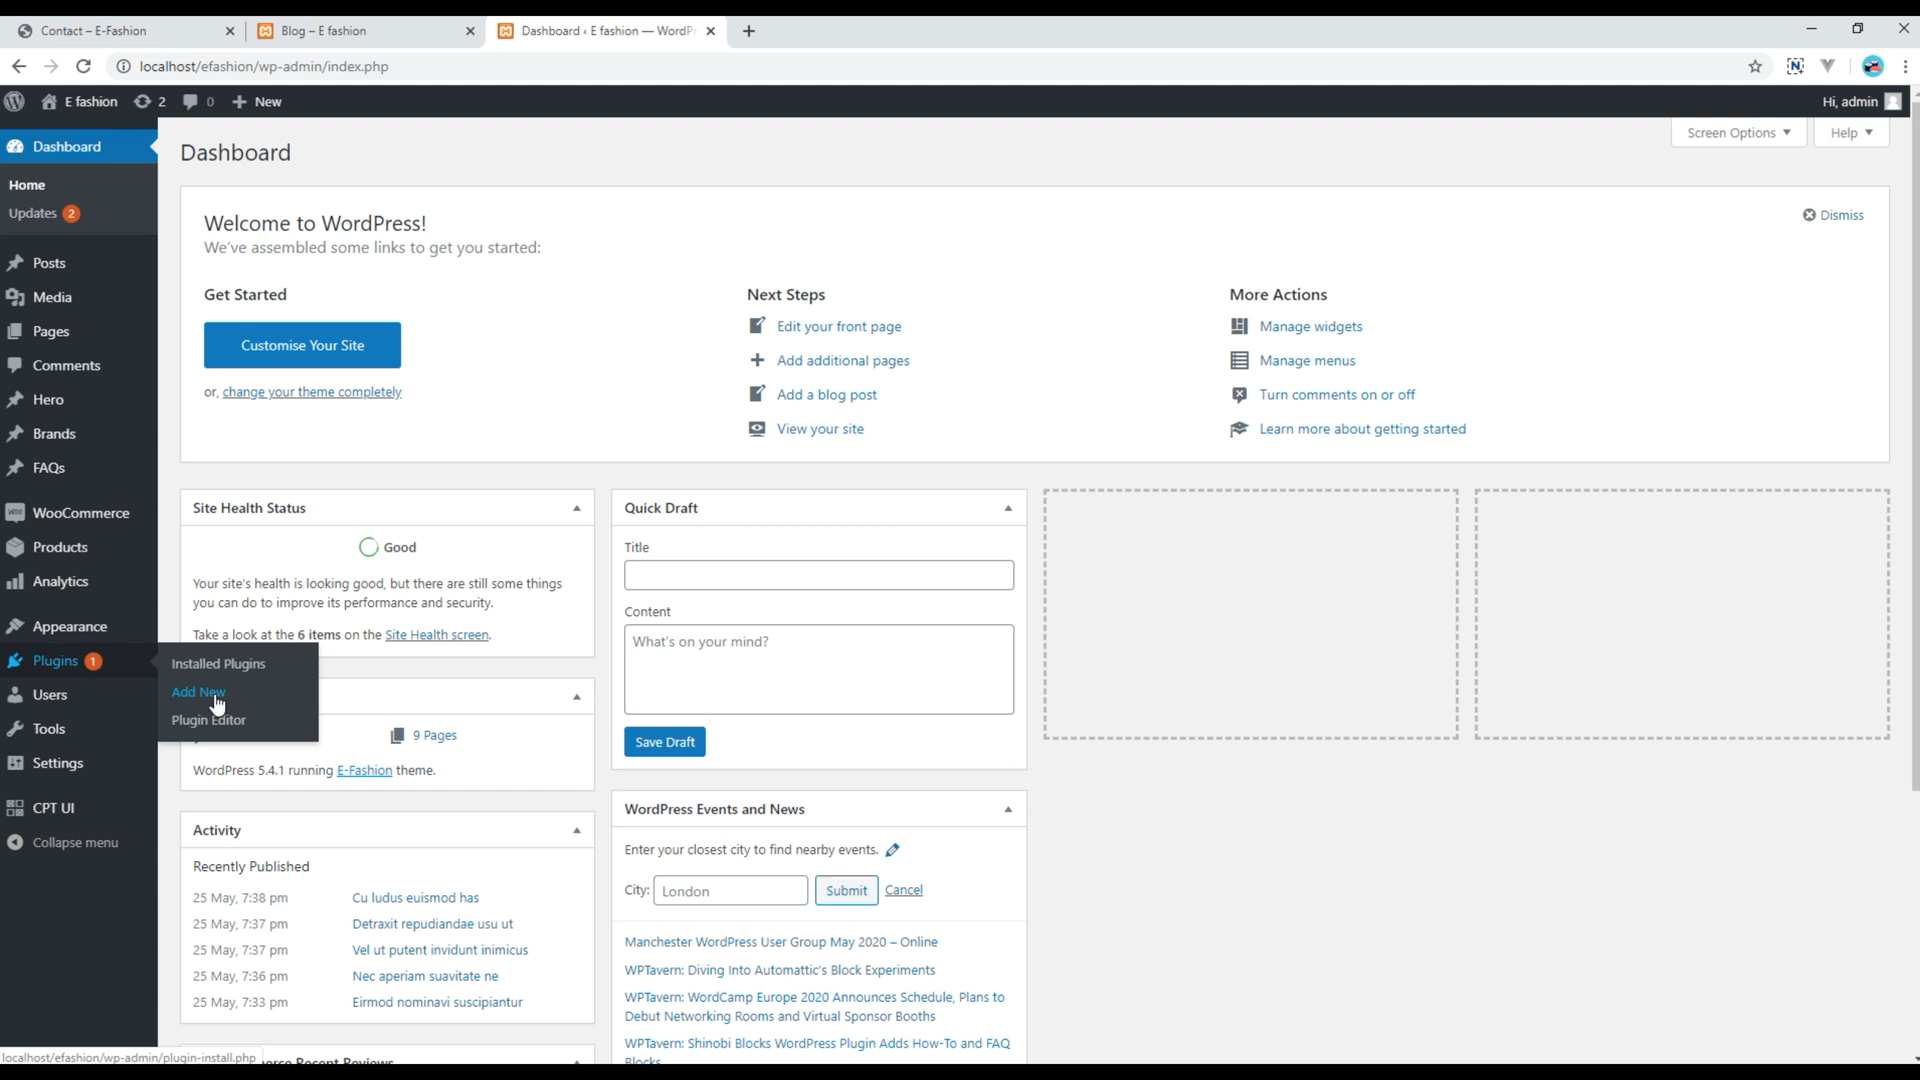 Contact – E-Fashion
Blog – E fashion
Dashboard ‹ E fashion — WordP
localhost/efashion/wp-admin/index.php
E fashion
2
0
New
Hi, admin
Dashboard
Home
Updates 2
Posts
Media
Pages
Comments
Hero
Brands
FAQs
WooCommerce
Products
Analytics
Appearance
Plugins 1
Users
Tools
Settings
CPT UI
Collapse menu
Installed Plugins
Add New
Plugin Editor
Dashboard
Screen Options
Help
Welcome to WordPress!
We've assembled some links to get you started:
Dismiss
Get Started
Customise Your Site
or, change your theme completely
Next Steps
Edit your front page
Add additional pages
Add a blog post
View your site
More Actions
Manage widgets
Manage menus
Turn comments on or off
Learn more about getting started
Site Health Status
Good
Your site's health is looking good, but there are still some things
you can do to improve its performance and security.
Take a look at the 6 items on the Site Health screen.
9 Pages
WordPress 5.4.1 running E-Fashion theme.
Activity
Recently Published
25 May, 7:38 pm Cu ludus euismod has
25 May, 7:37 pm Detraxit repudiandae usu ut
25 May, 7:37 pm Vel ut putent invidunt inimicus
25 May, 7:36 pm Nec aperiam suavitate ne
25 May, 7:33 pm Eirmod nominavi suscipiantur
Recent Reviews
Quick Draft
Title
Content
What's on your mind?
Save Draft
WordPress Events and News
Enter your closest city to find nearby events.
City: London Submit Cancel
Manchester WordPress User Group May 2020 – Online
WPTavern: Diving Into Automattic's Block Experiments
WPTavern: WordCamp Europe 2020 Announces Schedule, Plans to
Debut Networking Rooms and Virtual Sponsor Booths
WPTavern: Shinobi Blocks WordPress Plugin Adds How-To and FAQ
Blocks
localhost/efashion/wp-admin/plugin-install.php